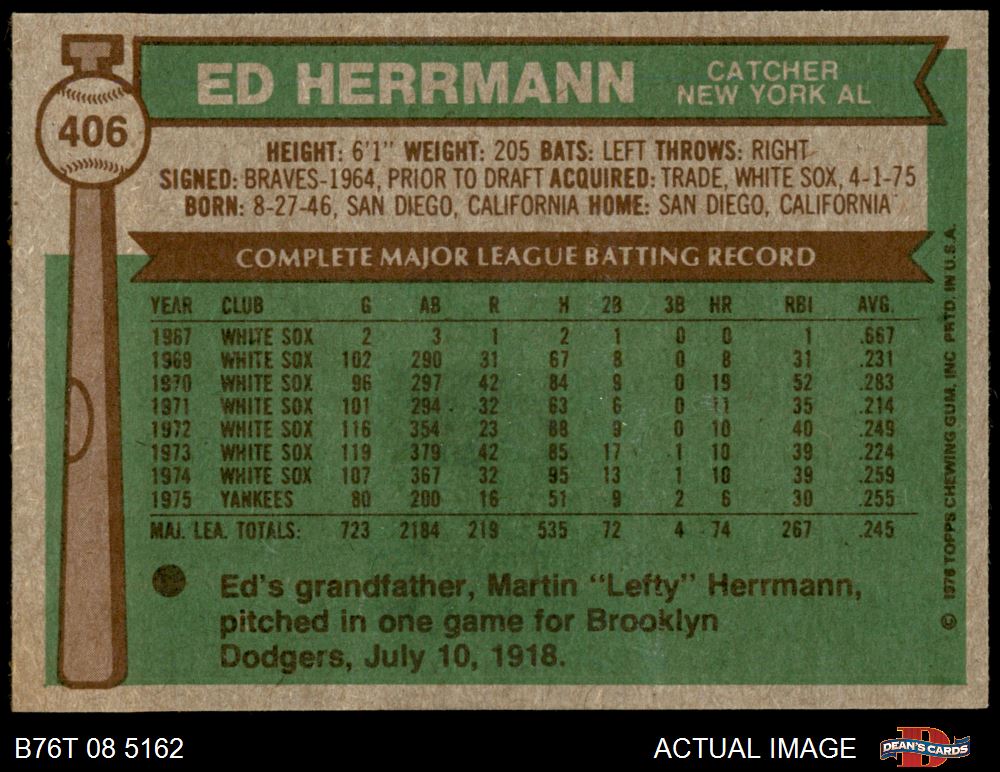 406
ED HERRMANN
CATCHER
NEW YORK AL
HEIGHT: 6'1" WEIGHT: 205 BATS: LEFT THROWS: RIGHT
SIGNED: BRAVES-1964, PRIOR TO DRAFT ACQUIRED: TRADE, WHITE SOX, 4-1-75
BORN: 8-27-46, SAN DIEGO, CALIFORNIA HOME: SAN DIEGO, CALIFORNIA
COMPLETE MAJOR LEAGUE BATTING RECORD
YEAR CLUB G AB R H 2B 3B HR RBI AVG.
1967 WHITE SOX 2 3 1 2 1 0 0 1 .667
1969 WHITE SOX 102 290 31 67 8 0 8 31 .231
1970 WHITE SOX 96 297 42 84 9 0 19 52 .283
1971 WHITE SOX 101 294 32 63 6 0 11 35 .214
1972 WHITE SOX 116 354 23 88 9 0 10 40 .249
1973 WHITE SOX 119 379 42 85 17 1 10 39 .224
1974 WHITE SOX 107 367 32 95 13 1 10 39 .259
1975 YANKEES 80 200 16 51 9 2 6 30 .255
MAJ. LEA. TOTALS: 723 2184 219 535 72 4 74 267 .245
Ed's grandfather, Martin "Lefty" Herrmann,
pitched in one game for Brooklyn
Dodgers, July 10, 1918.
© 1976 TOPPS CHEWING GUM, INC PRTD. IN U.S.A.
B76T 08 5162
ACTUAL IMAGE
DEAN'S CARDS